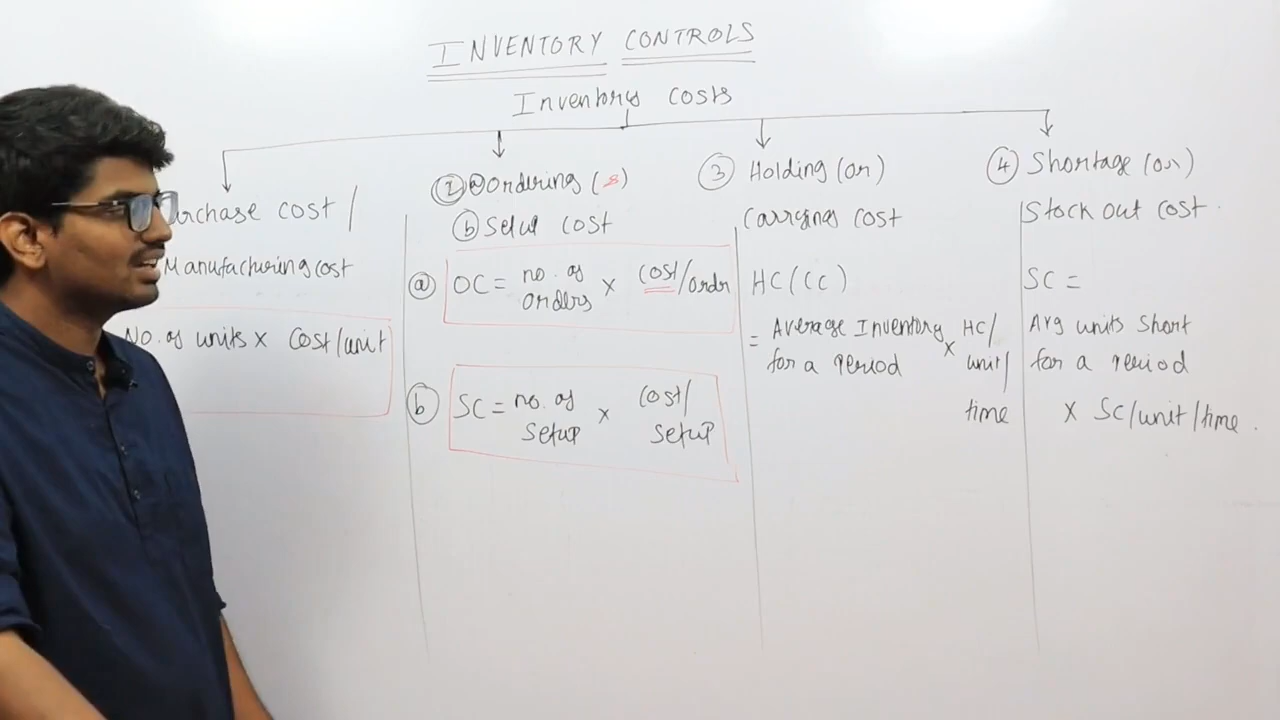 INVENTORY CONTROLS
Inventory costs
urchase cost /
Manufacturing cost
No. of units x cost/unit
② ⓐ Ordering (or)
ⓑ Setup cost
ⓐ OC = no. of orders x cost/order
ⓑ SC = no. of setup x cost/setup
③ Holding (or)
Carrying cost
HC/(CC)
= Average Inventory for a period x HC/unit/time
④ Shortage (or)
Stock out cost.
SC =
Avg units short
for a period
x SC/unit/time.